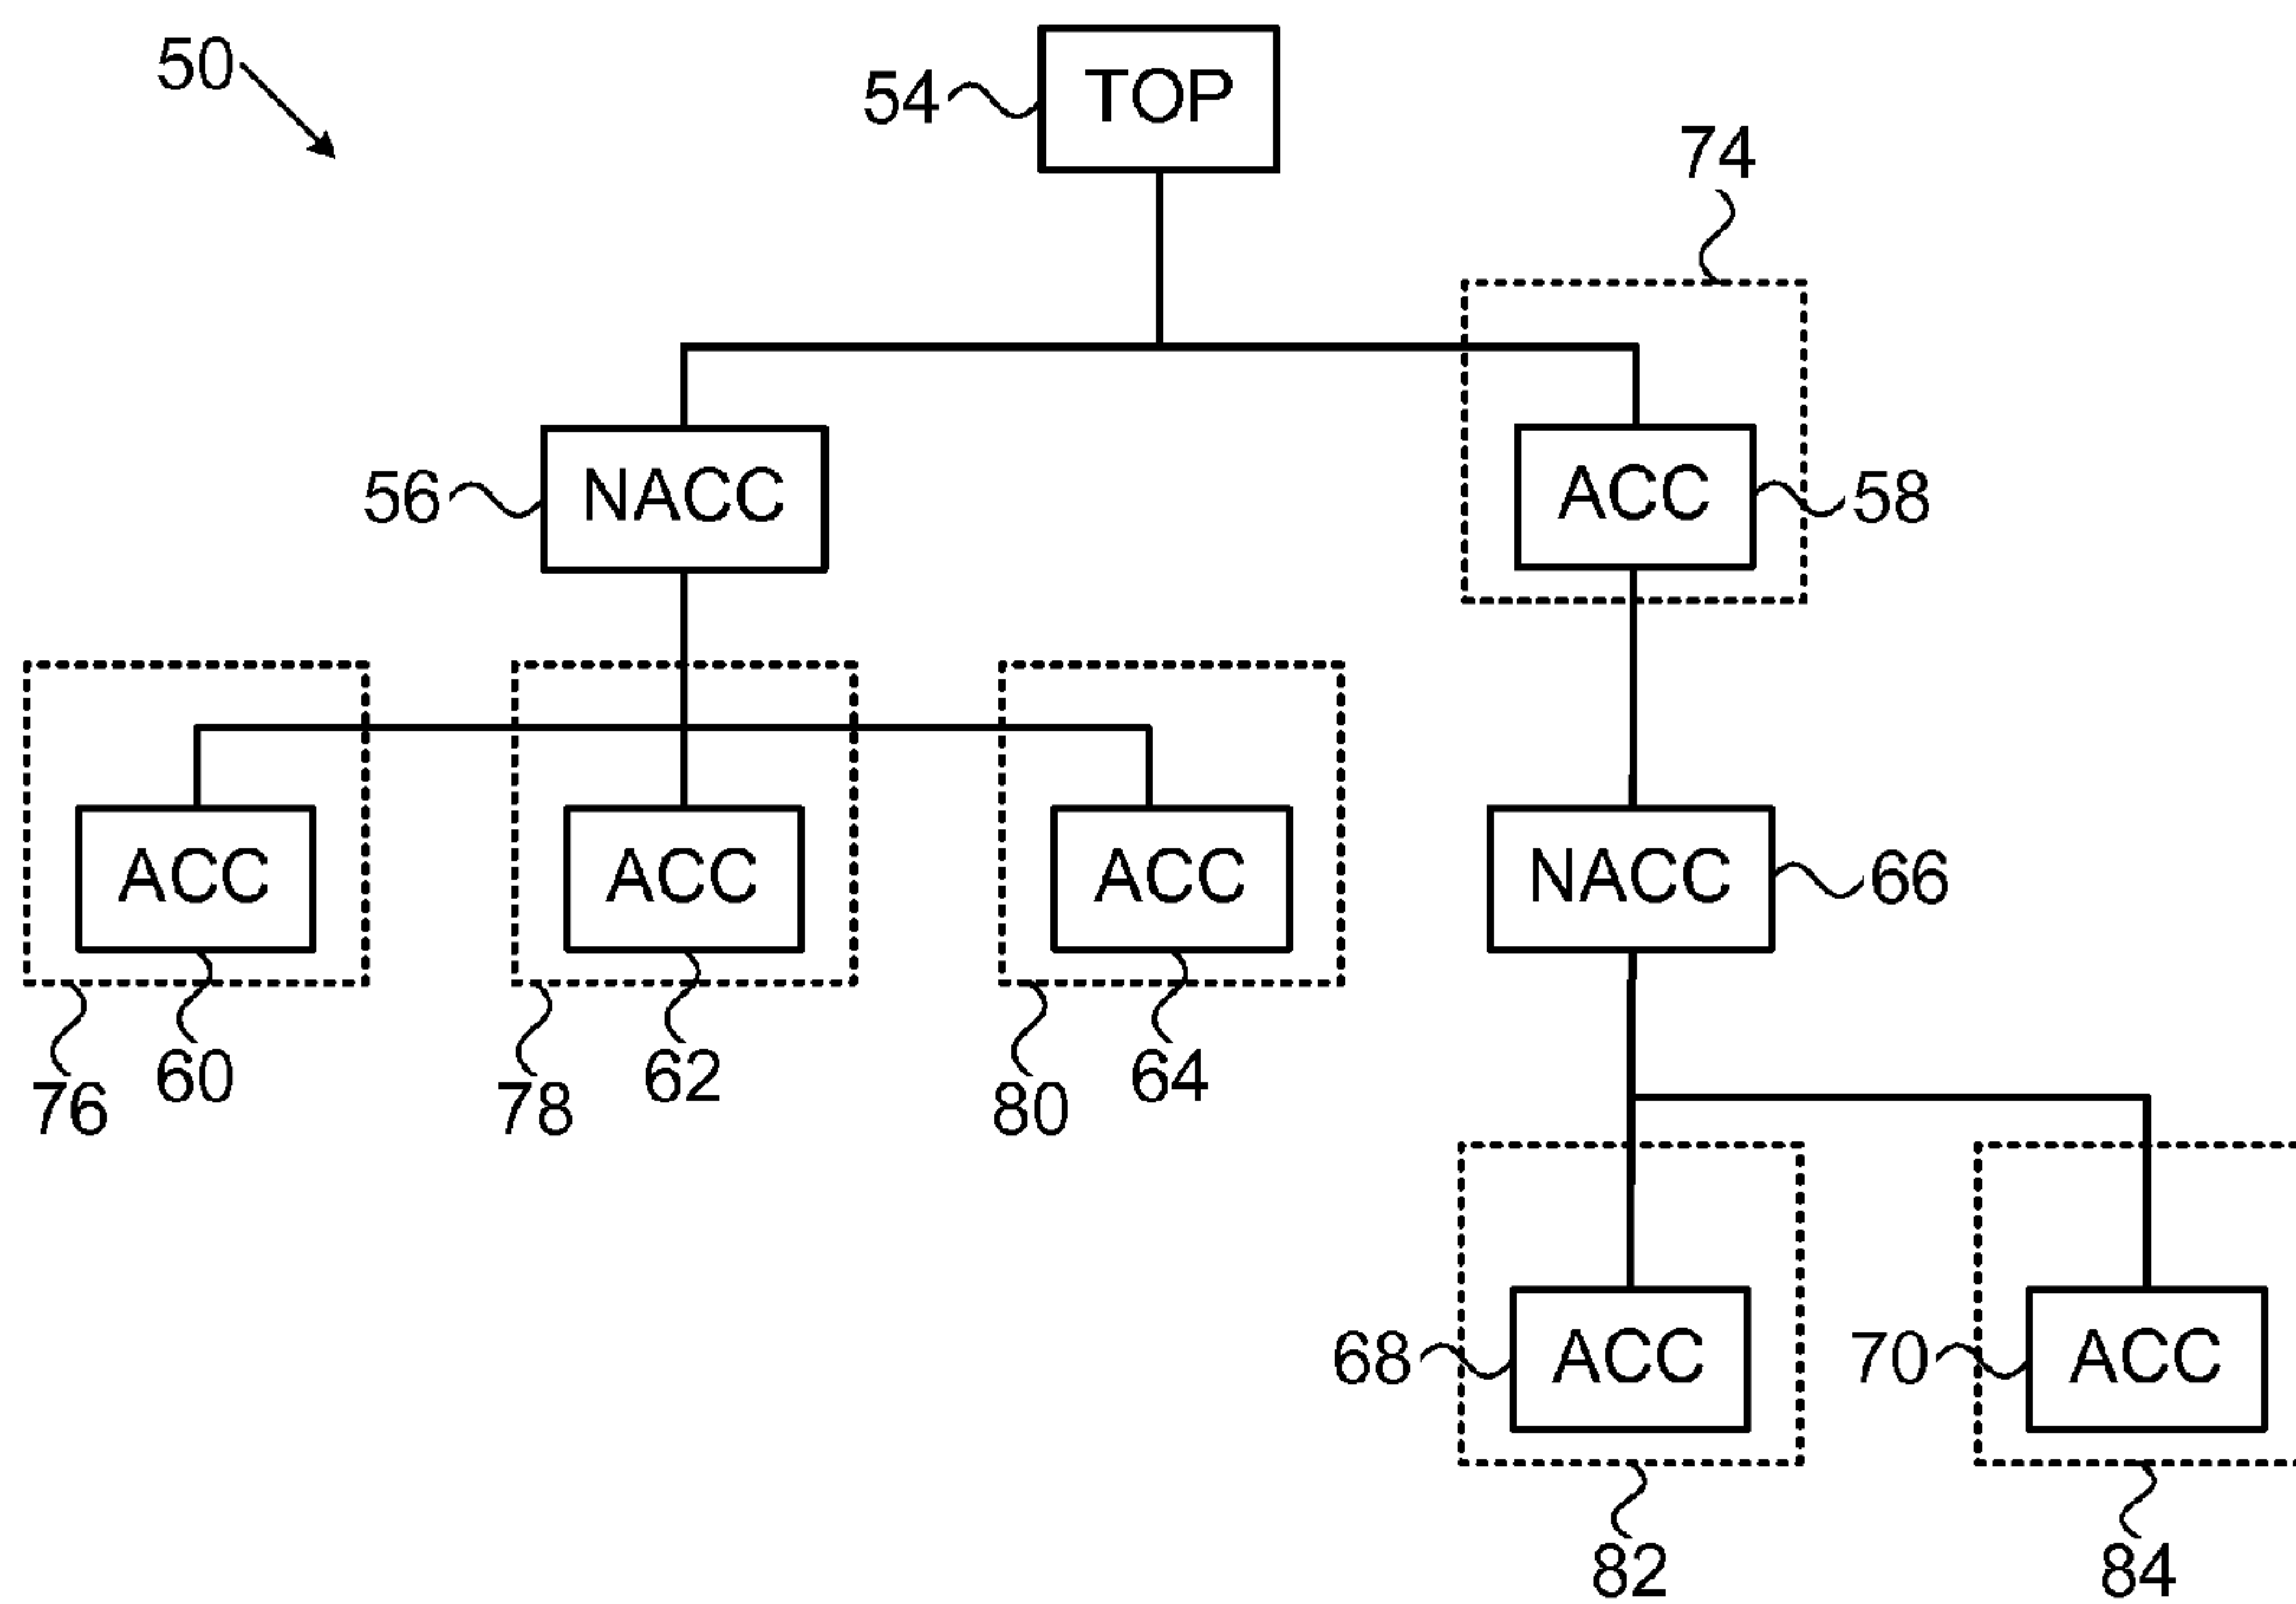 50
54 TOP
74
56 NACC
ACC 58
ACC ACC ACC NACC 66
76 60 78 62 80 64
68 ACC 70 ACC
82 84